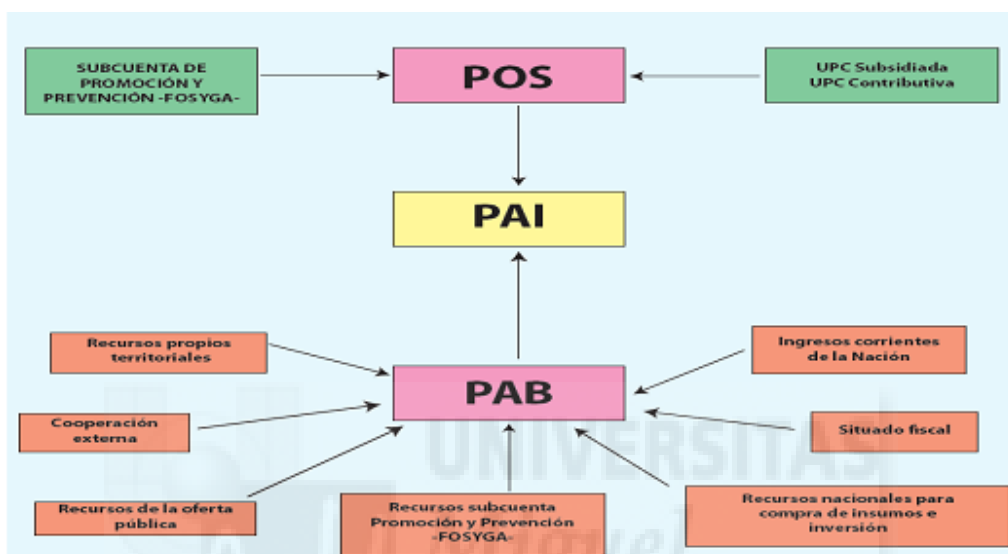 SUBCUENTA DE
PROMOCIÓN Y
PREVENCIÓN -FOSYGA-
POS
UPC Subsidiada
UPC Contributiva
PAI
Recursos propios
territoriales
Ingresos corrientes
de la Nación
PAB
Cooperación
externa
Situado fiscal
Recursos de la oferta
pública
Recursos subcuenta
Promoción y Prevención
-FOSYGA-
Recursos nacionales para
compra de insumos e
inversión
UNIVERSITAS
Miguel